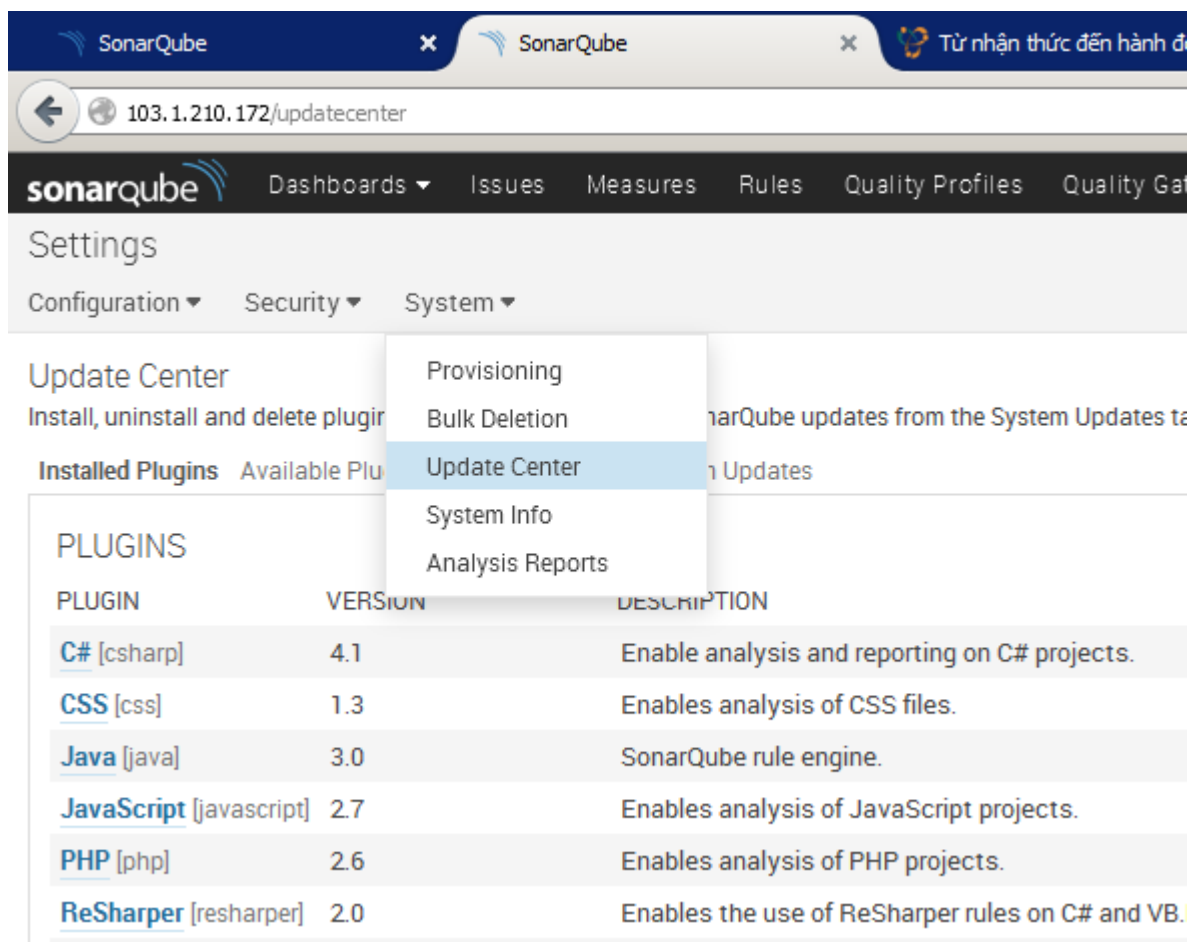 SonarQube SonarQube Từ nhận thức đến hành
103.1.210.172/updatecenter
sonarqube Dashboards Issues Measures Rules Quality Profiles Quality
Settings
Configuration Security System
Provisioning
Bulk Deletion
Update Center
System Info
Analysis Reports
Update Center
Install, uninstall and delete SonarQube updates from the System Updates
Installed Plugins Available Updates
PLUGINS
PLUGIN VERSION DESCRIPTION
C# [csharp] 4.1 Enable analysis and reporting on C# projects.
CSS [css] 1.3 Enables analysis of CSS files.
Java [java] 3.0 SonarQube rule engine.
JavaScript [javascript] 2.7 Enables analysis of JavaScript projects.
PHP [php] 2.6 Enables analysis of PHP projects.
ReSharper [resharper] 2.0 Enables the use of ReSharper rules on C# and VB.